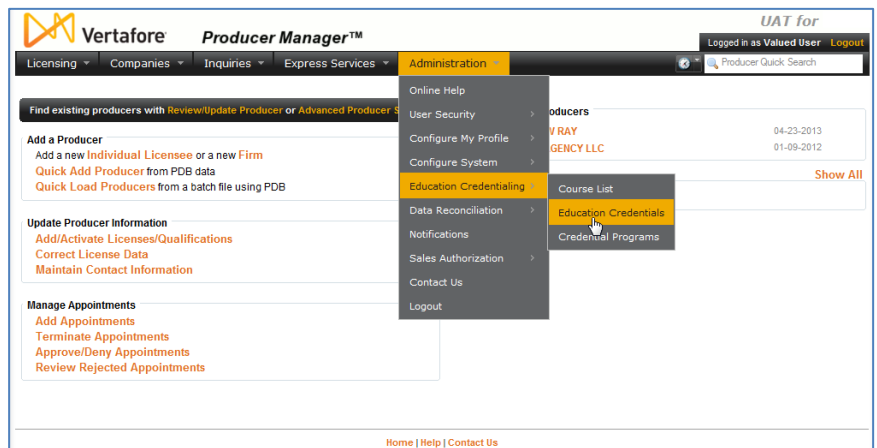 UAT for
Vertafore Producer Manager™
Logged in as Valued User Logout
Licensing Companies Inquiries Express Services Administration Producer Quick Search
Online Help
User Security
Configure My Profile
Configure System
Education Credentialing
Data Reconciliation
Notifications
Sales Authorization
Contact Us
Logout
Course List
Education Credentials
Credential Programs
Find existing producers with Review/Update Producer or Advanced Producer S
Add a Producer
Add a new Individual Licensee or a new Firm
Quick Add Producer from PDB data
Quick Load Producers from a batch file using PDB
Update Producer Information
Add/Activate Licenses/Qualifications
Correct License Data
Maintain Contact Information
Manage Appointments
Add Appointments
Terminate Appointments
Approve/Deny Appointments
Review Rejected Appointments
oducers
RAY 04-23-2013
GENCY LLC 01-09-2012
Show All
Home | Help | Contact Us